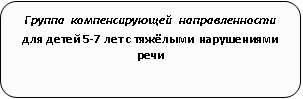 Группа компенсирующей направленности
для детей 5-7 лет с тяжёлыми нарушениями
речи